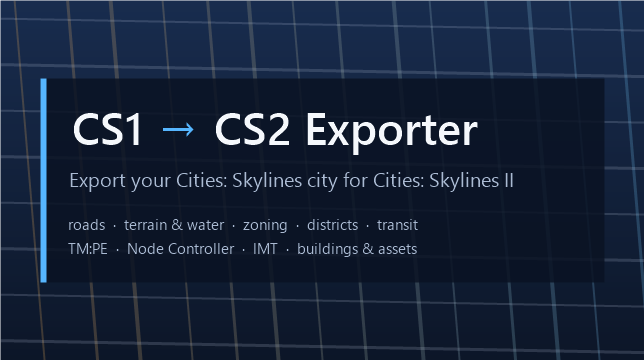 CS1 → CS2 Exporter
Export your Cities: Skylines city for Cities: Skylines II
roads · terrain & water · zoning · districts · transit
TM:PE · Node Controller · IMT · buildings & assets